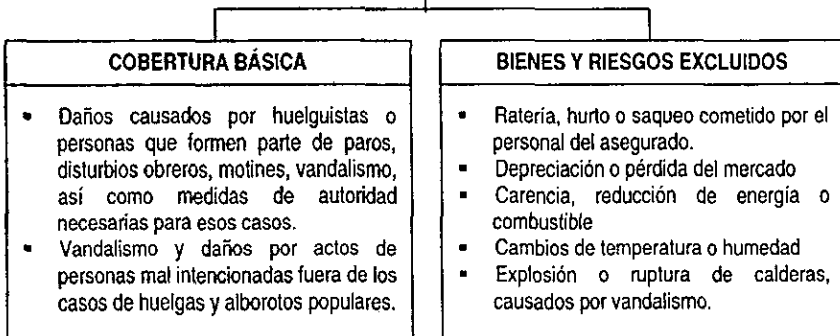 COBERTURA BÁSICA
▪ Daños causados por huelguistas o
personas que formen parte de paros,
disturbios obreros, motines, vandalismo,
así como medidas de autoridad
necesarias para esos casos.
▪ Vandalismo y daños por actos de
personas mal intencionadas fuera de los
casos de huelgas y alborotos populares.
BIENES Y RIESGOS EXCLUIDOS
▪ Ratería, hurto o saqueo cometido por el
personal del asegurado.
▪ Depreciación o pérdida del mercado
▪ Carencia, reducción de energía o
combustible
▪ Cambios de temperatura o humedad
▪ Explosión o ruptura de calderas,
causados por vandalismo.